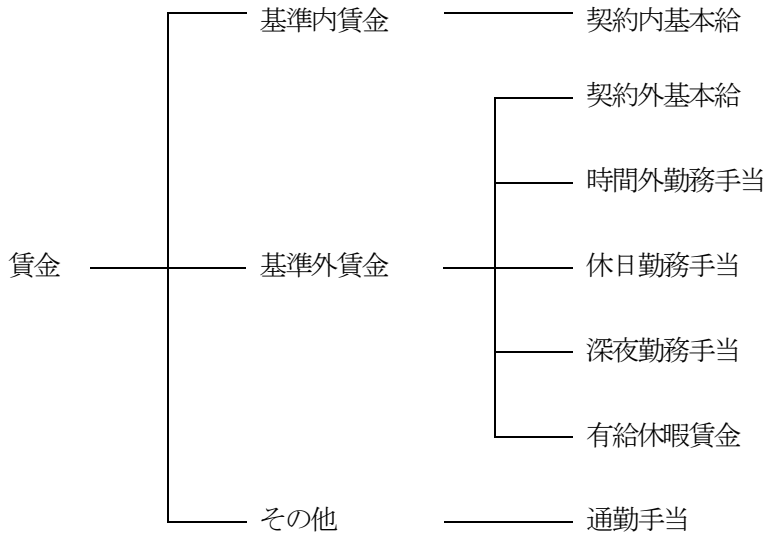 基準内賃金 契約内基本給
契約外基本給
時間外勤務手当
賃金 基準外賃金 休日勤務手当
深夜勤務手当
有給休暇賃金
その他 通勤手当